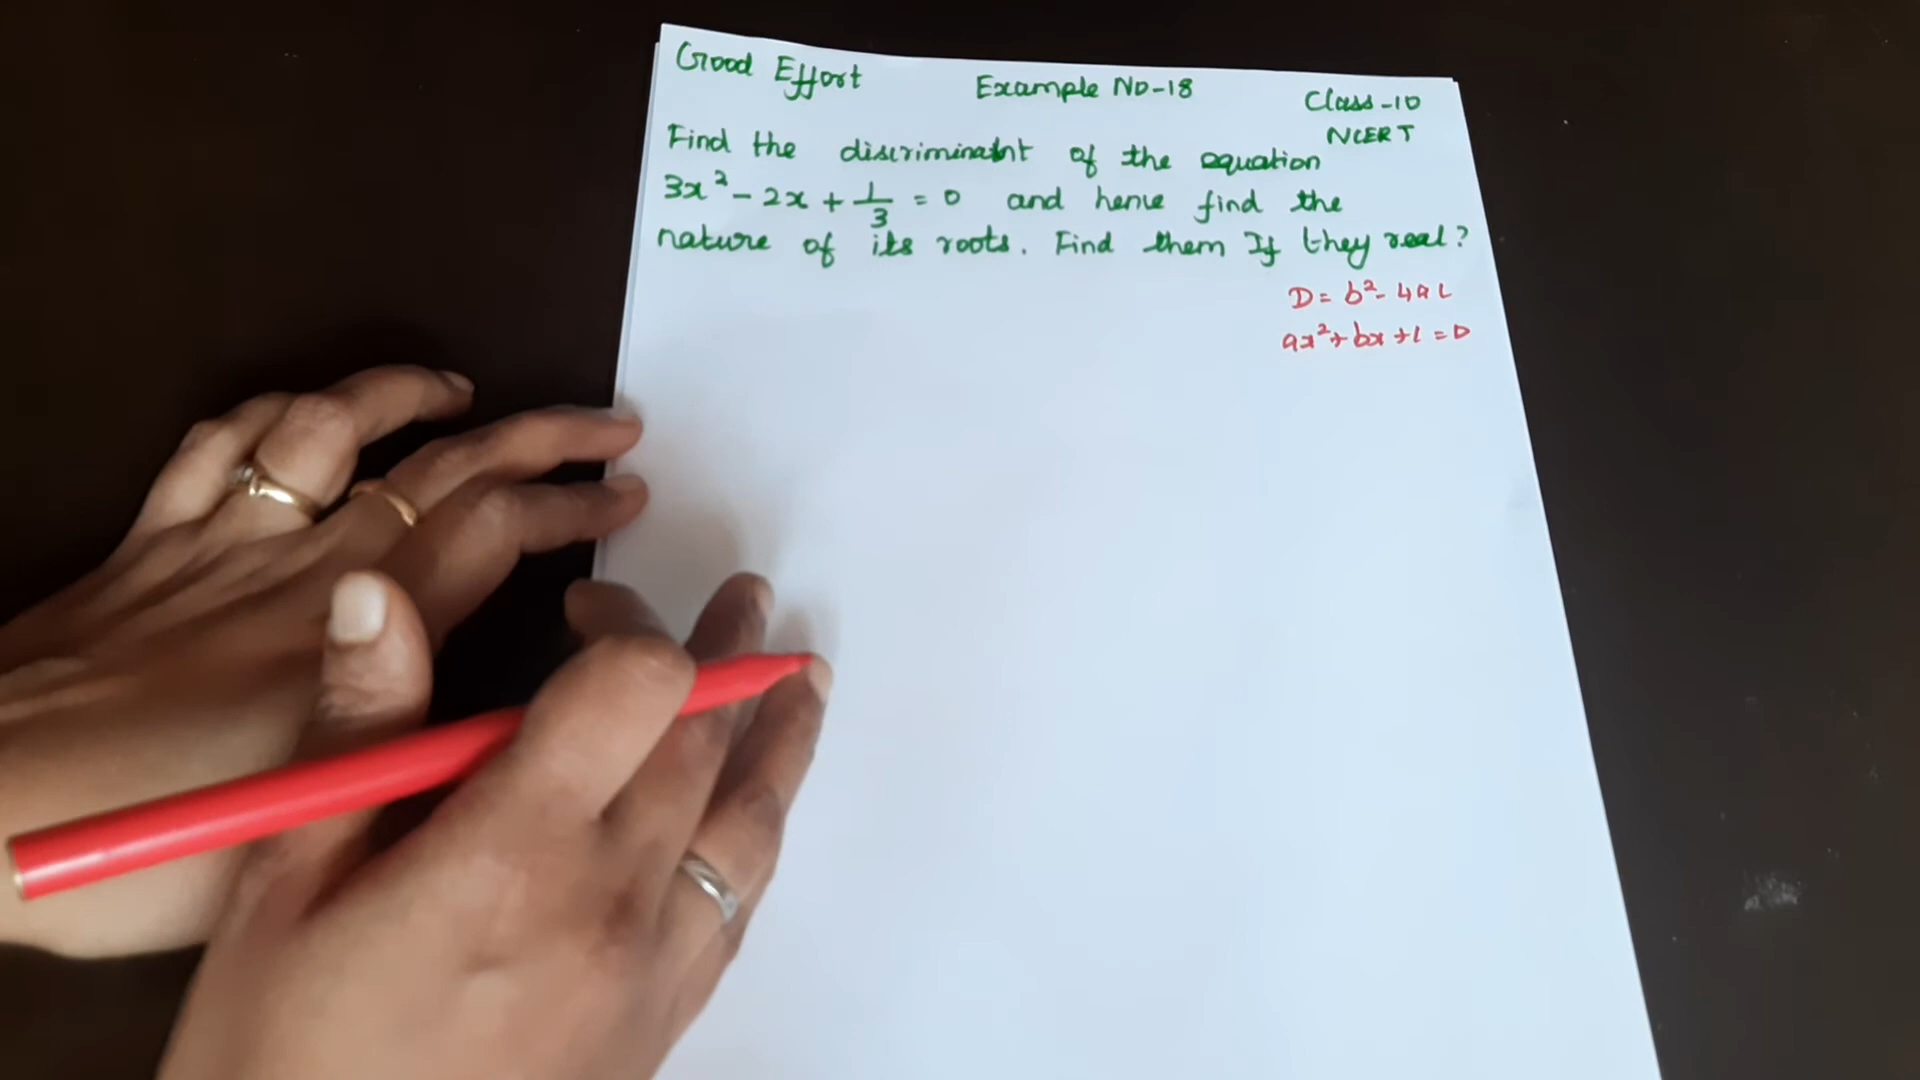 Good Effort Example NO-18 Class-10
NCERT
Find the discriminant of the equation
3x² - 2x + 1/3 = 0 and hence find the
nature of its roots. Find them If they real?
D = b² - 4ac
ax² + bx + c = 0